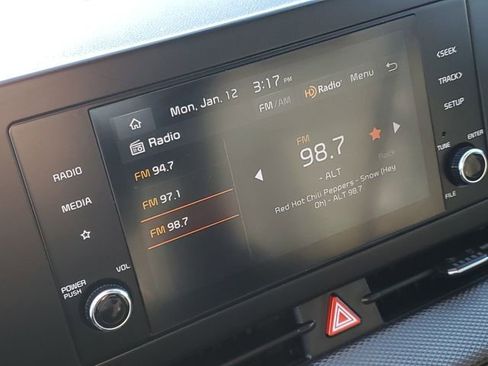 Mon. Jan. 12 3:17 PM
FM/AM HD Radio Menu
Radio
FM 94.7
FM 97.1
FM 98.7
FM
98.7
- ALT
Rock
Red Hot Chili Peppers - Snow (Hey
Oh) - ALT 98.7
RADIO
MEDIA
POWER
PUSH
VOL
<SEEK
TRACK>
SETUP
TUNE
ENTER
FILE